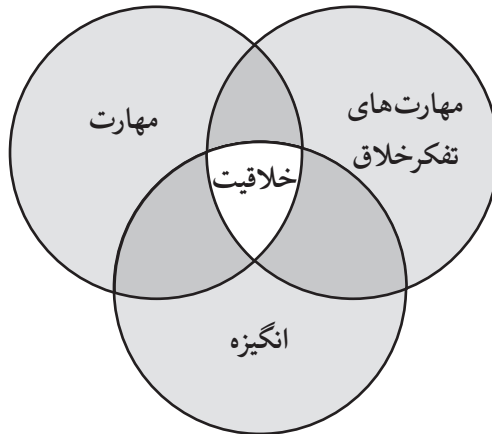 مهارت‌های
تفکرخلاق
مهارت
خلاقیت
انگیزه